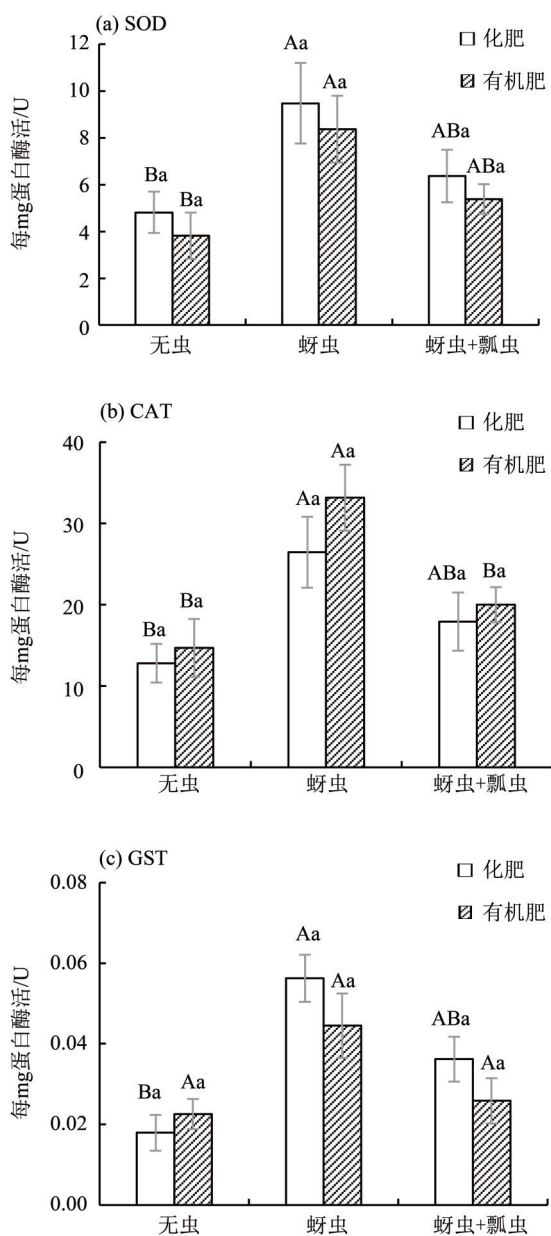 (a) SOD
化肥
有机肥
每mg蛋白酶活/U
12
10
8
6
4
2
0
Ba
Ba
Aa
Aa
ABa
ABa
无虫
蚜虫
蚜虫+瓢虫
(b) CAT
化肥
有机肥
每mg蛋白酶活/U
40
30
20
10
0
Ba
Ba
Aa
Aa
ABa
Ba
无虫
蚜虫
蚜虫+瓢虫
(c) GST
化肥
有机肥
每mg蛋白酶活/U
0.08
0.06
0.04
0.02
0.00
Ba
Aa
Aa
Aa
ABa
Aa
无虫
蚜虫
蚜虫+瓢虫